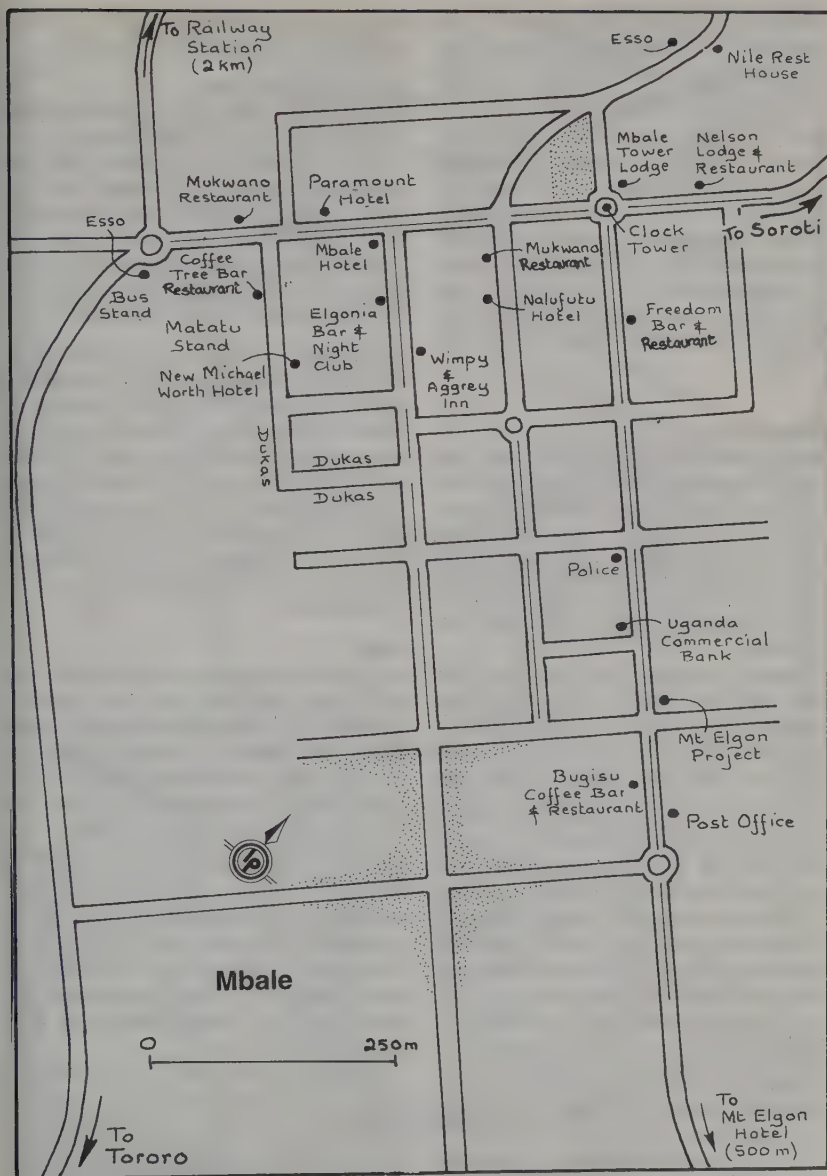 To Railway
Station
(2 km)
Esso
Nile Rest
House
Mbale
Tower
Lodge
Nelson
Lodge &
Restaurant
Mukwano
Restaurant
Paramount
Hotel
Esso
Bus
Stand
Coffee
Tree Bar
Restaurant
Mbale
Hotel
Mukwano
Restaurant
Clock
Tower
To Soroti
Matatu
Stand
Elgonia
Bar &
Night
Club
Nalufutu
Hotel
Freedom
Bar &
Restaurant
New Michael
Worth Hotel
Wimpy
&
Aggrey
Inn
Dukas
Dukas
Dukas
Police
Uganda
Commercial
Bank
Mt Elgon
Project
Bugisu
Coffee Bar
& Restaurant
Post Office
Mbale
0 250m
To
Tororo
To
Mt Elgon
Hotel
(500 m)